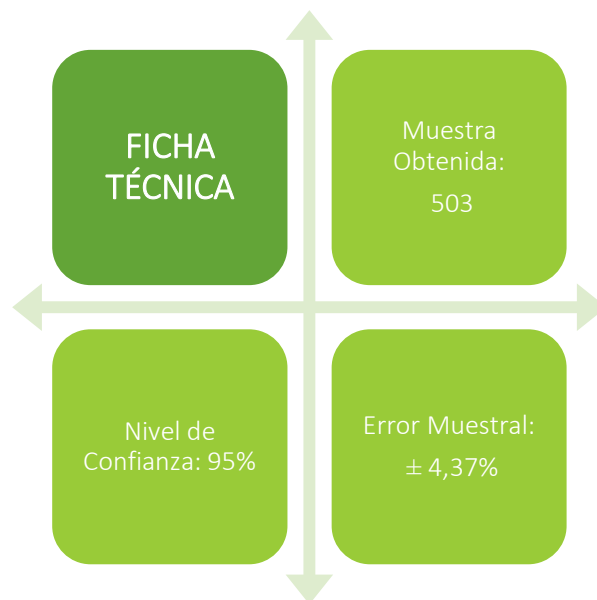 FICHA
TÉCNICA
Muestra
Obtenida:
503
Nivel de
Confianza: 95%
Error Muestral:
± 4,37%